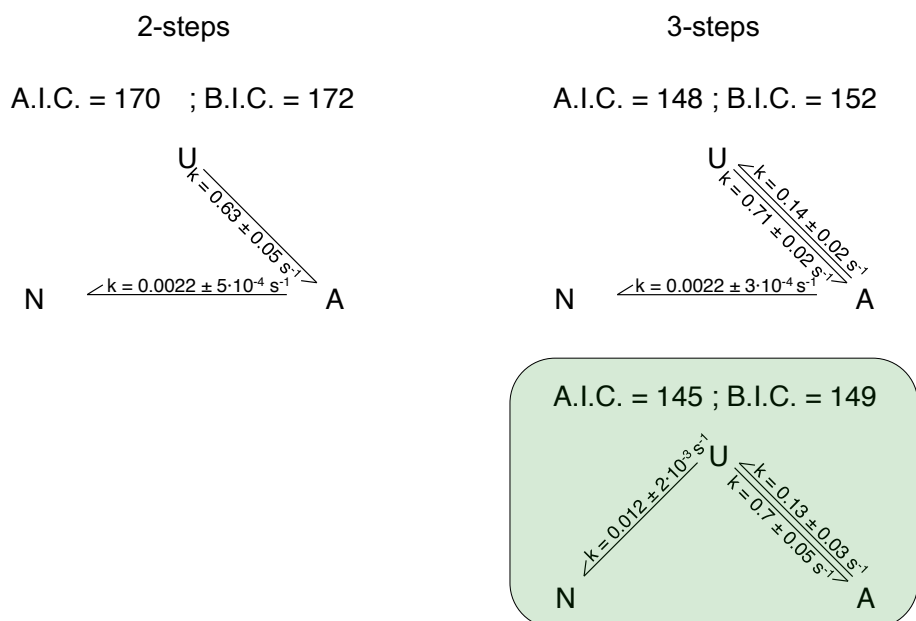 2-steps
A.I.C. = 170 ; B.I.C. = 172
U
k = 0.63 ± 0.05 s⁻¹
N
k = 0.0022 ± 5·10⁻⁴ s⁻¹
A
3-steps
A.I.C. = 148 ; B.I.C. = 152
U
k = 0.14 ± 0.02 s⁻¹
k = 0.71 ± 0.02 s⁻¹
N
k = 0.0022 ± 3·10⁻⁴ s⁻¹
A
A.I.C. = 145 ; B.I.C. = 149
U
k = 0.012 ± 2·10⁻³ s⁻¹
k = 0.13 ± 0.03 s⁻¹
k = 0.7 ± 0.05 s⁻¹
N
A